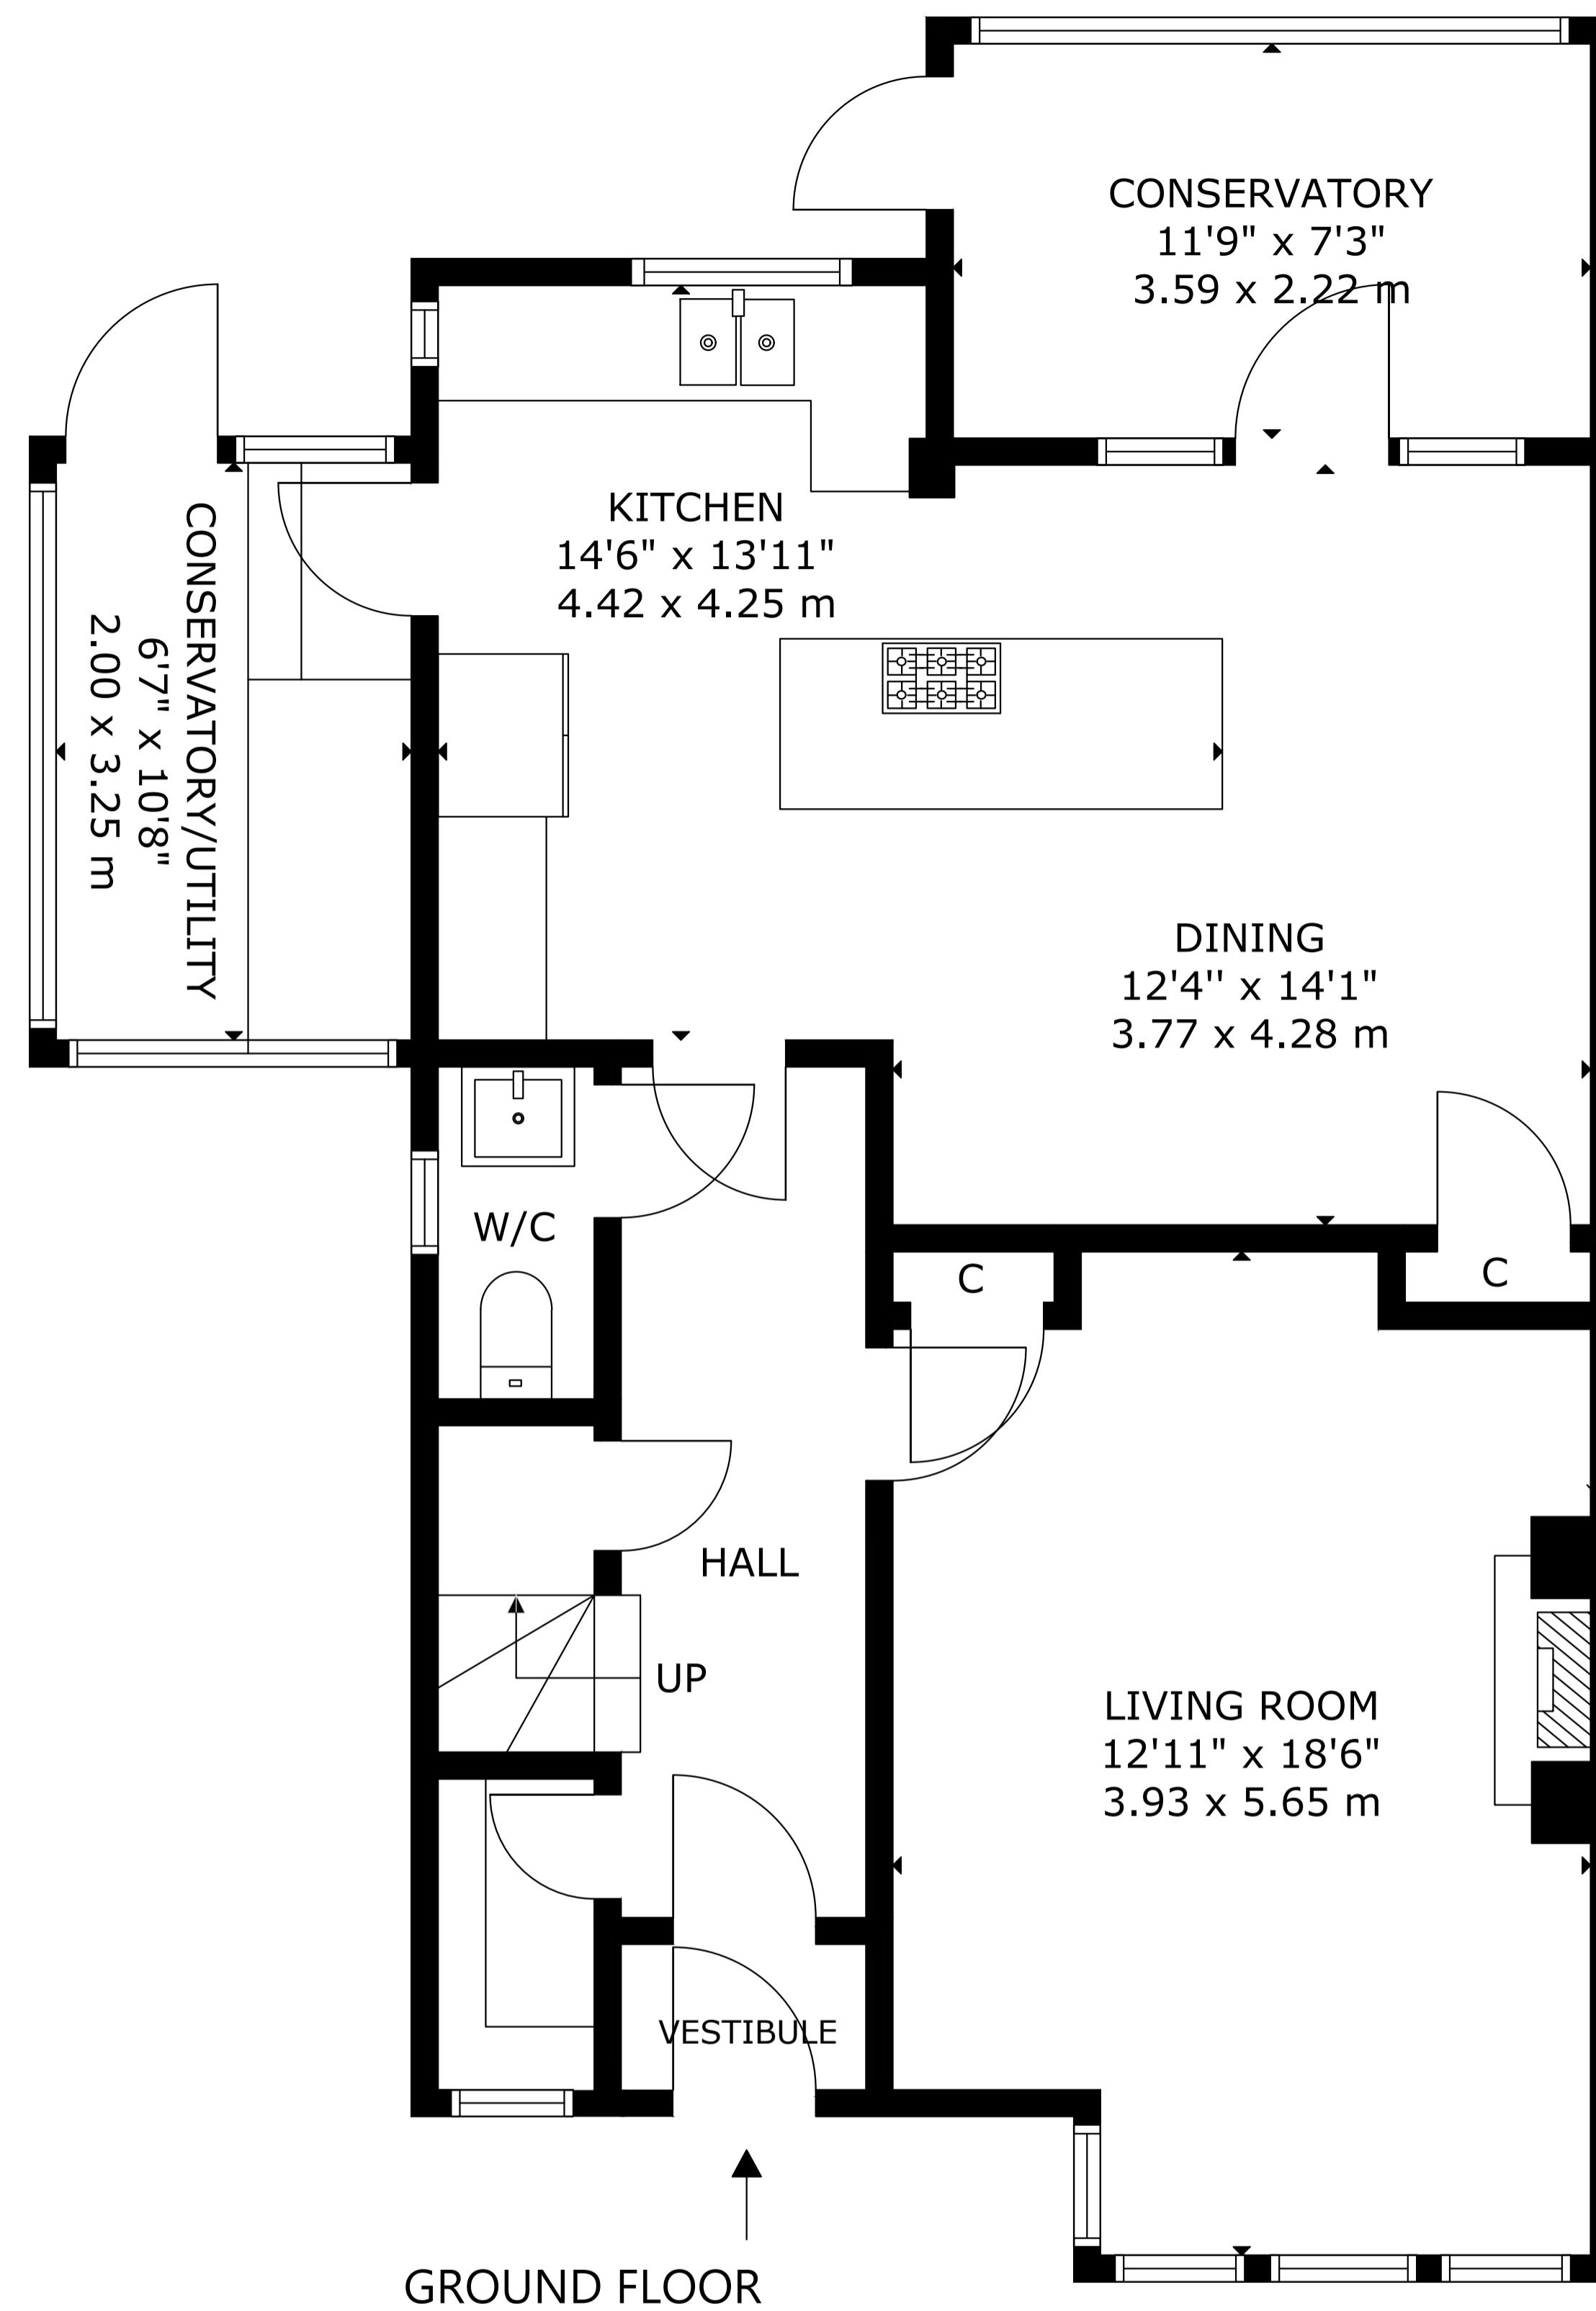 CONSERVATORY
11'9" x 7'3"
3.59 x 2.22 m
KITCHEN
14'6" x 13'11"
4.42 x 4.25 m
CONSERVATORY/UTILITY
6'7" x 10'8"
2.00 x 3.25 m
DINING
12'4'' x 14'1"
3.77 x 4.28 m
W/C
C
C
HALL
UP
LIVING ROOM
12'11" x 18'6"
3.93 x 5.65 m
VESTIBULE
GROUND FLOOR